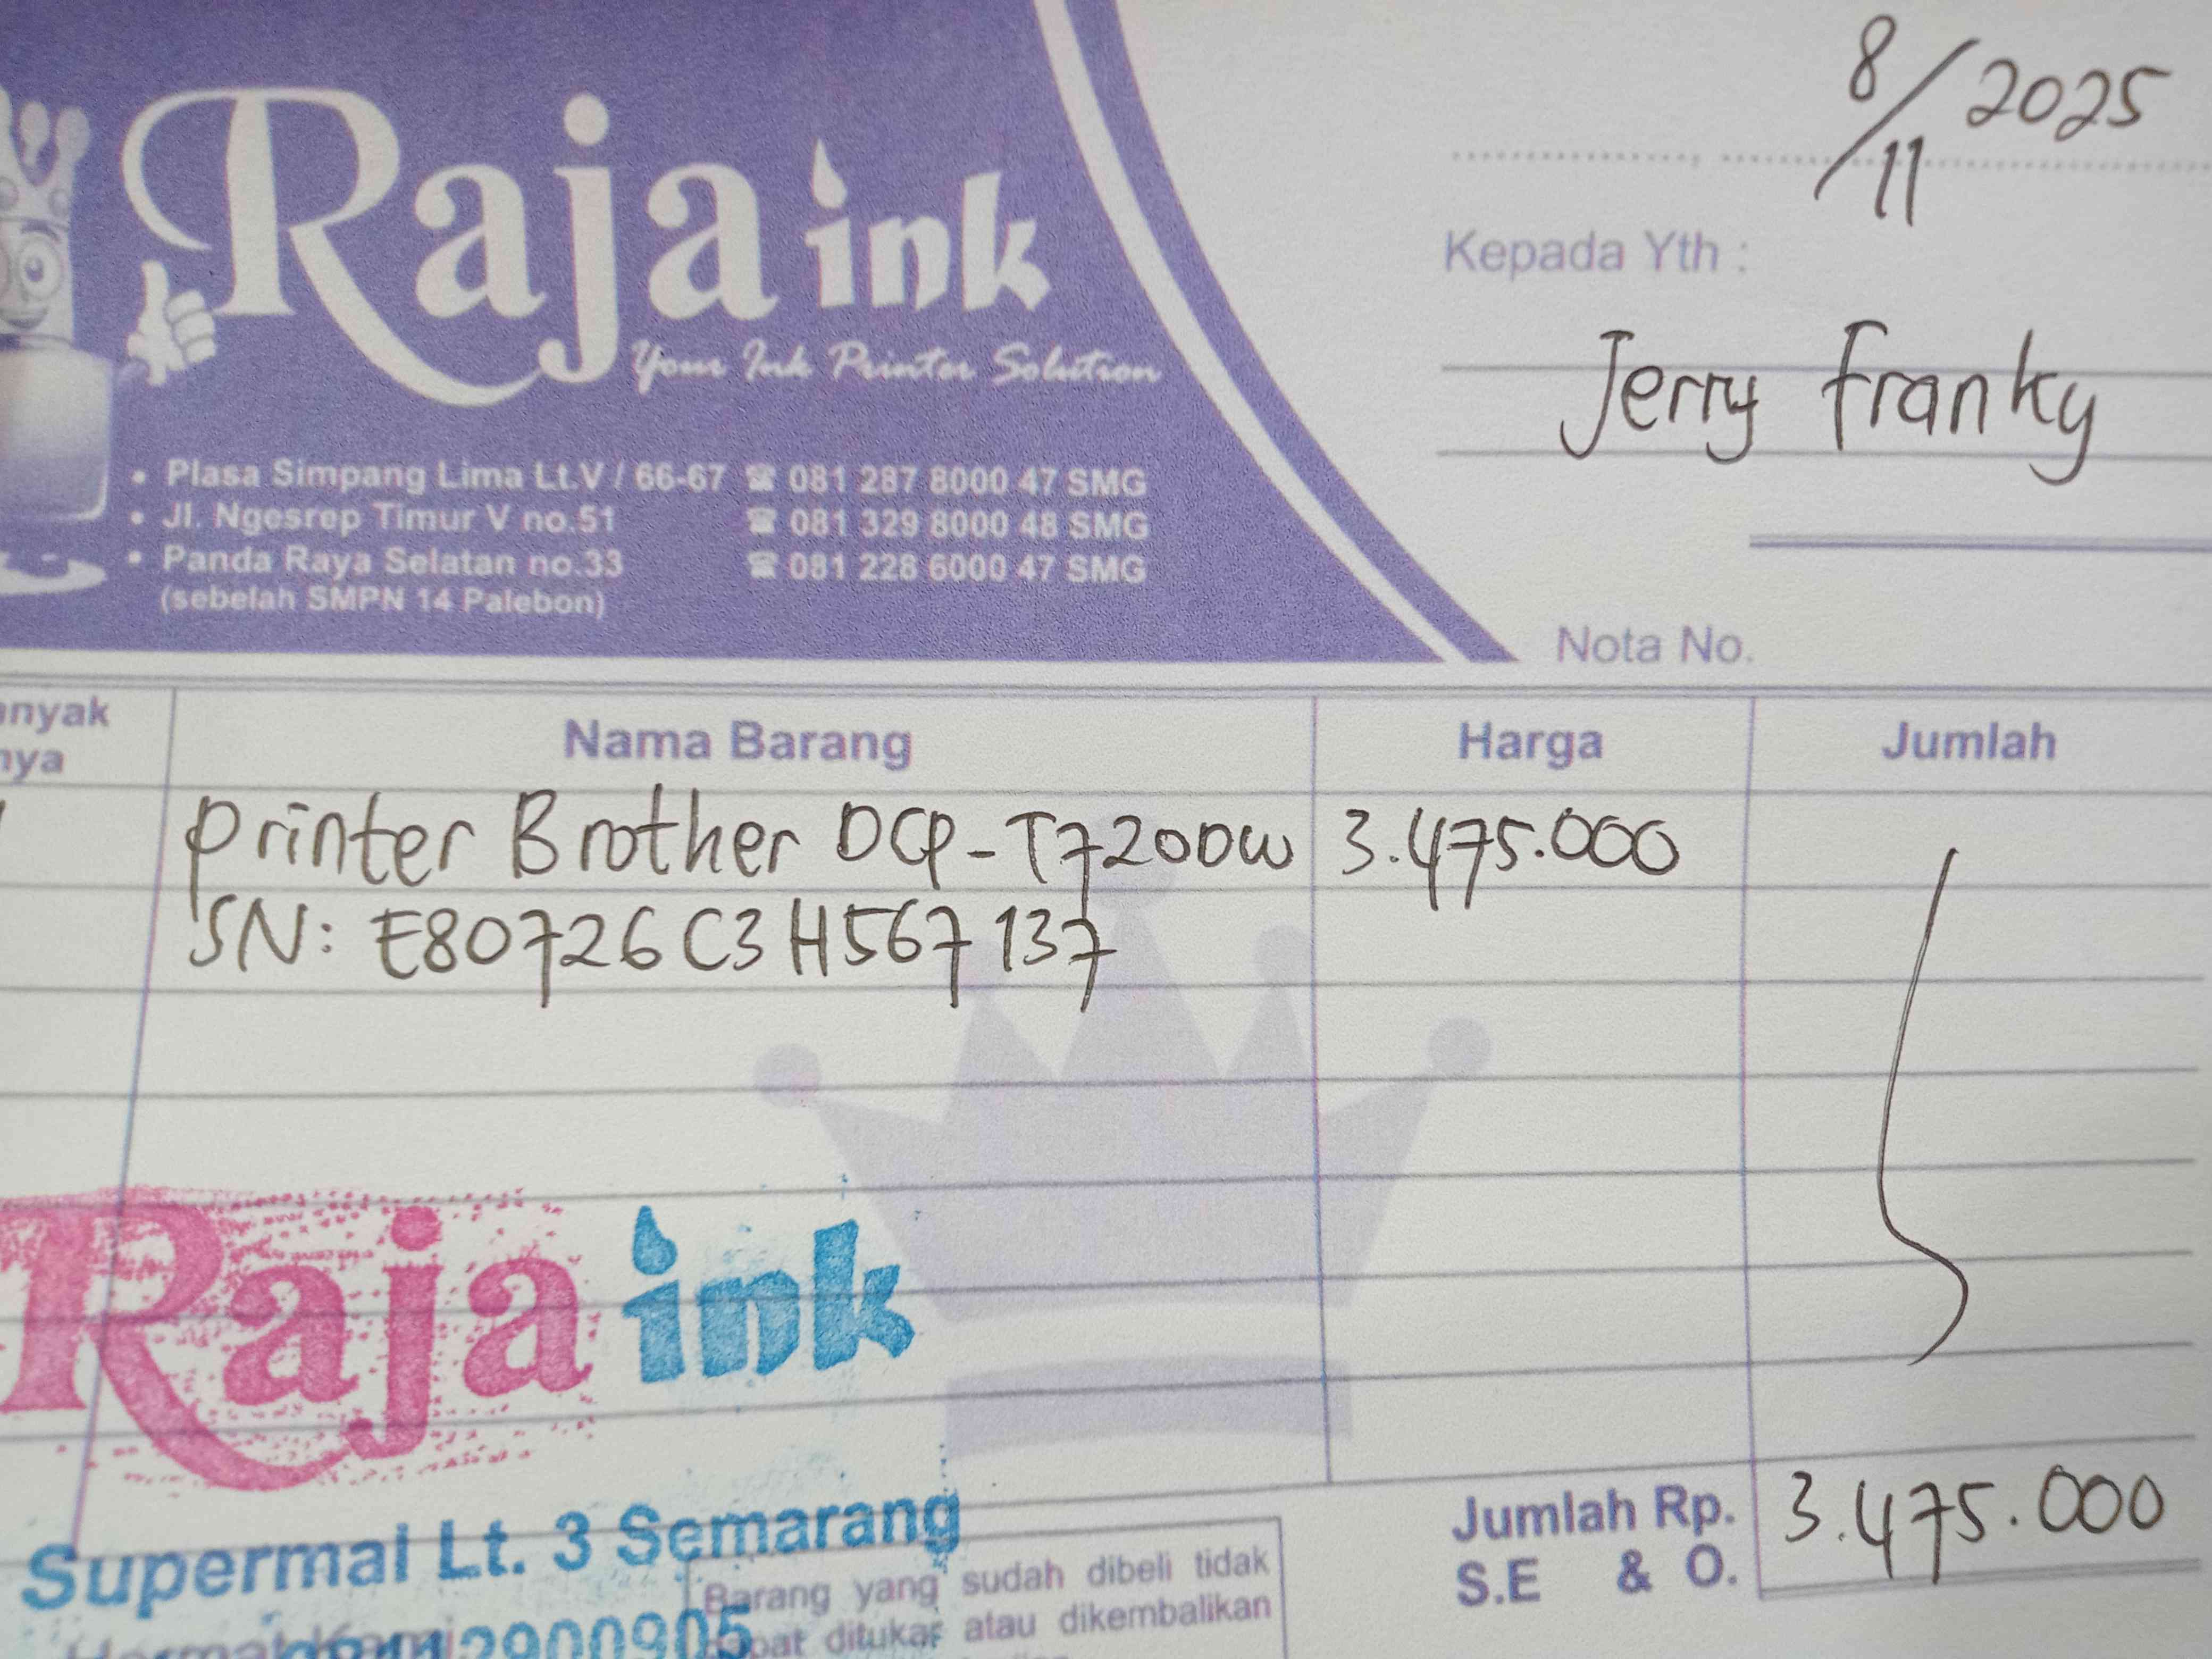 Raja ink
Your Ink Printer Solution
• Plasa Simpang Lima Lt.V / 66-67 ☎ 081 287 8000 47 SMG
• Jl. Ngesrep Timur V no.51 ☎ 081 329 8000 48 SMG
• Panda Raya Selatan no.33 ☎ 081 228 6000 47 SMG
(sebelah SMPN 14 Palebon)
8/11 2025
Kepada Yth :
Jerry Franky
Nota No.
anyak
nya
Nama Barang Harga Jumlah
Printer Brother DCP-T720DW 3.475.000
SN: E80726C3H567137
Raja ink
Supermal Lt. 3 Semarang
Jumlah Rp. 3.475.000
S.E & O.
Barang yang sudah dibeli tidak
ditukar atau dikembalikan